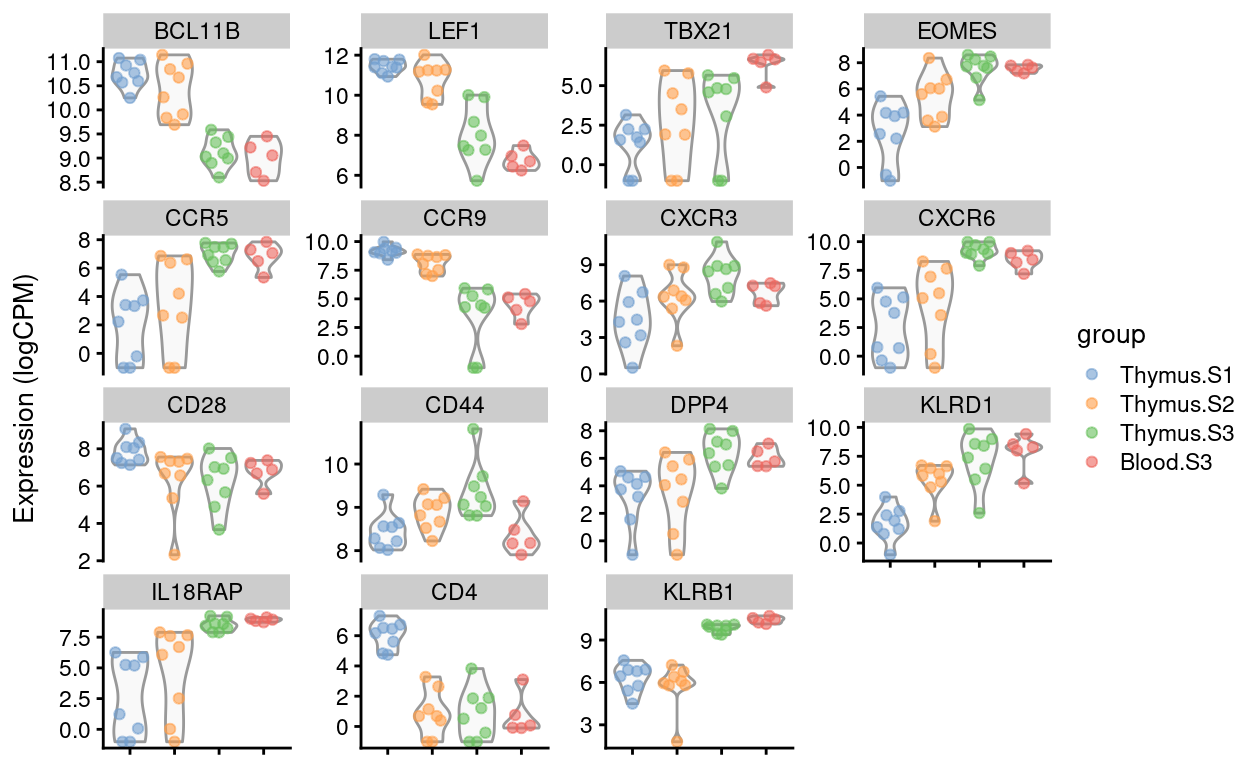 BCL11B LEF1 TBX21 EOMES
11.0 10.5 10.0 9.5 9.0 8.5
12 10 8 6
5.0 2.5 0.0
8 6 4 2 0
CCR5 CCR9 CXCR3 CXCR6
8 6 4 2 0
10.0 7.5 5.0 2.5 0.0
9 6 3 0
10.0 7.5 5.0 2.5 0.0
CD28 CD44 DPP4 KLRD1
8 6 4 2
10 9 8
8 6 4 2 0
10.0 7.5 5.0 2.5 0.0
IL18RAP CD4 KLRB1
7.5 5.0 2.5 0.0
6 4 2 0
9 6 3
Expression (logCPM)
group
Thymus.S1
Thymus.S2
Thymus.S3
Blood.S3